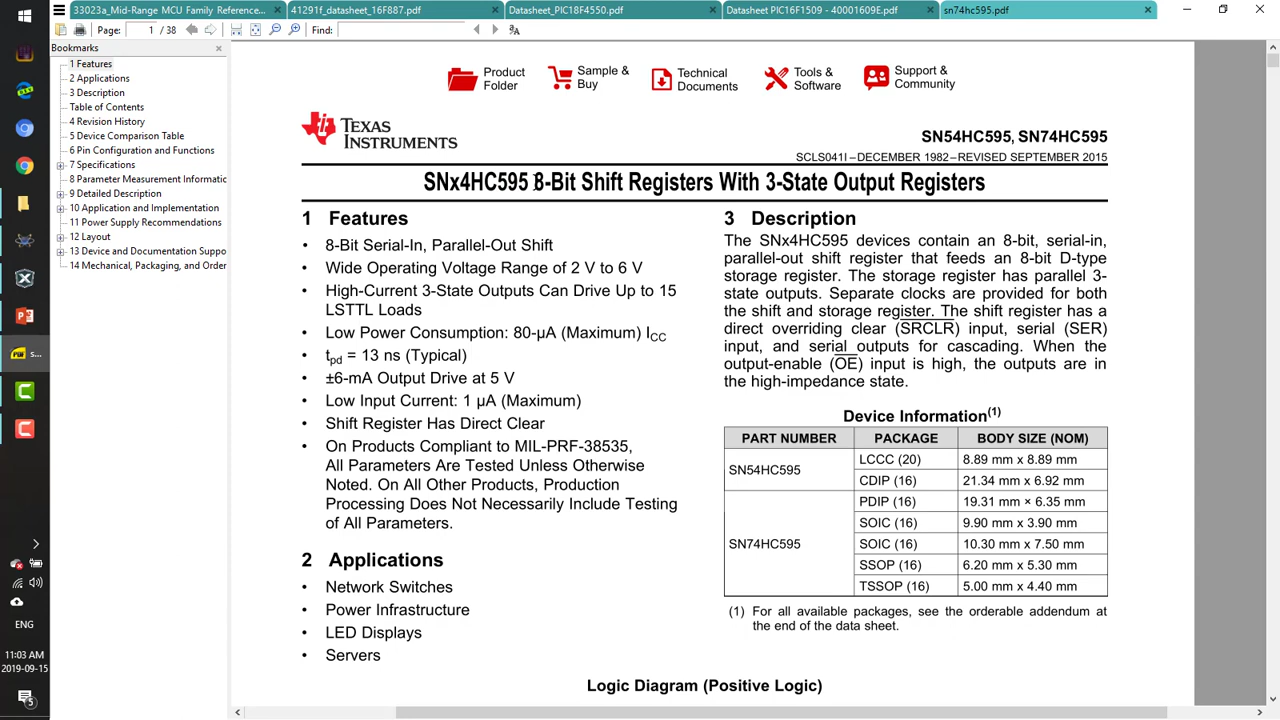 33023a_Mid-Range MCU Family Reference...
41291f_datasheet_16F887.pdf
Datasheet_PIC18F4550.pdf
Datasheet PIC16F1509 - 40001609E.pdf
sn74hc595.pdf
Page: 1 / 38
Find:
Bookmarks
1 Features
2 Applications
3 Description
Table of Contents
4 Revision History
5 Device Comparison Table
6 Pin Configuration and Functions
7 Specifications
8 Parameter Measurement Informatic
9 Detailed Description
10 Application and Implementation
11 Power Supply Recommendations
12 Layout
13 Device and Documentation Suppo
14 Mechanical, Packaging, and Order
S...
ENG
11:03 AM
2019-09-15
5
Product
Folder
Sample &
Buy
Technical
Documents
Tools &
Software
Support &
Community
TEXAS
INSTRUMENTS
SN54HC595, SN74HC595
SCLS041I – DECEMBER 1982 – REVISED SEPTEMBER 2015
SNx4HC595 8-Bit Shift Registers With 3-State Output Registers
1 Features
• 8-Bit Serial-In, Parallel-Out Shift
• Wide Operating Voltage Range of 2 V to 6 V
• High-Current 3-State Outputs Can Drive Up to 15
LSTTL Loads
• Low Power Consumption: 80-μA (Maximum) ICC
• tpd = 13 ns (Typical)
• ±6-mA Output Drive at 5 V
• Low Input Current: 1 μA (Maximum)
• Shift Register Has Direct Clear
• On Products Compliant to MIL-PRF-38535,
All Parameters Are Tested Unless Otherwise
Noted. On All Other Products, Production
Processing Does Not Necessarily Include Testing
of All Parameters.
2 Applications
• Network Switches
• Power Infrastructure
• LED Displays
• Servers
3 Description
The SNx4HC595 devices contain an 8-bit, serial-in,
parallel-out shift register that feeds an 8-bit D-type
storage register. The storage register has parallel 3-
state outputs. Separate clocks are provided for both
the shift and storage register. The shift register has a
direct overriding clear (SRCLR) input, serial (SER)
input, and serial outputs for cascading. When the
output-enable (OE) input is high, the outputs are in
the high-impedance state.
Device Information(1)
PART NUMBER PACKAGE BODY SIZE (NOM)
SN54HC595
LCCC (20) 8.89 mm x 8.89 mm
CDIP (16) 21.34 mm x 6.92 mm
SN74HC595
PDIP (16) 19.31 mm × 6.35 mm
SOIC (16) 9.90 mm x 3.90 mm
SOIC (16) 10.30 mm x 7.50 mm
SSOP (16) 6.20 mm x 5.30 mm
TSSOP (16) 5.00 mm x 4.40 mm
(1) For all available packages, see the orderable addendum at
the end of the data sheet.
Logic Diagram (Positive Logic)